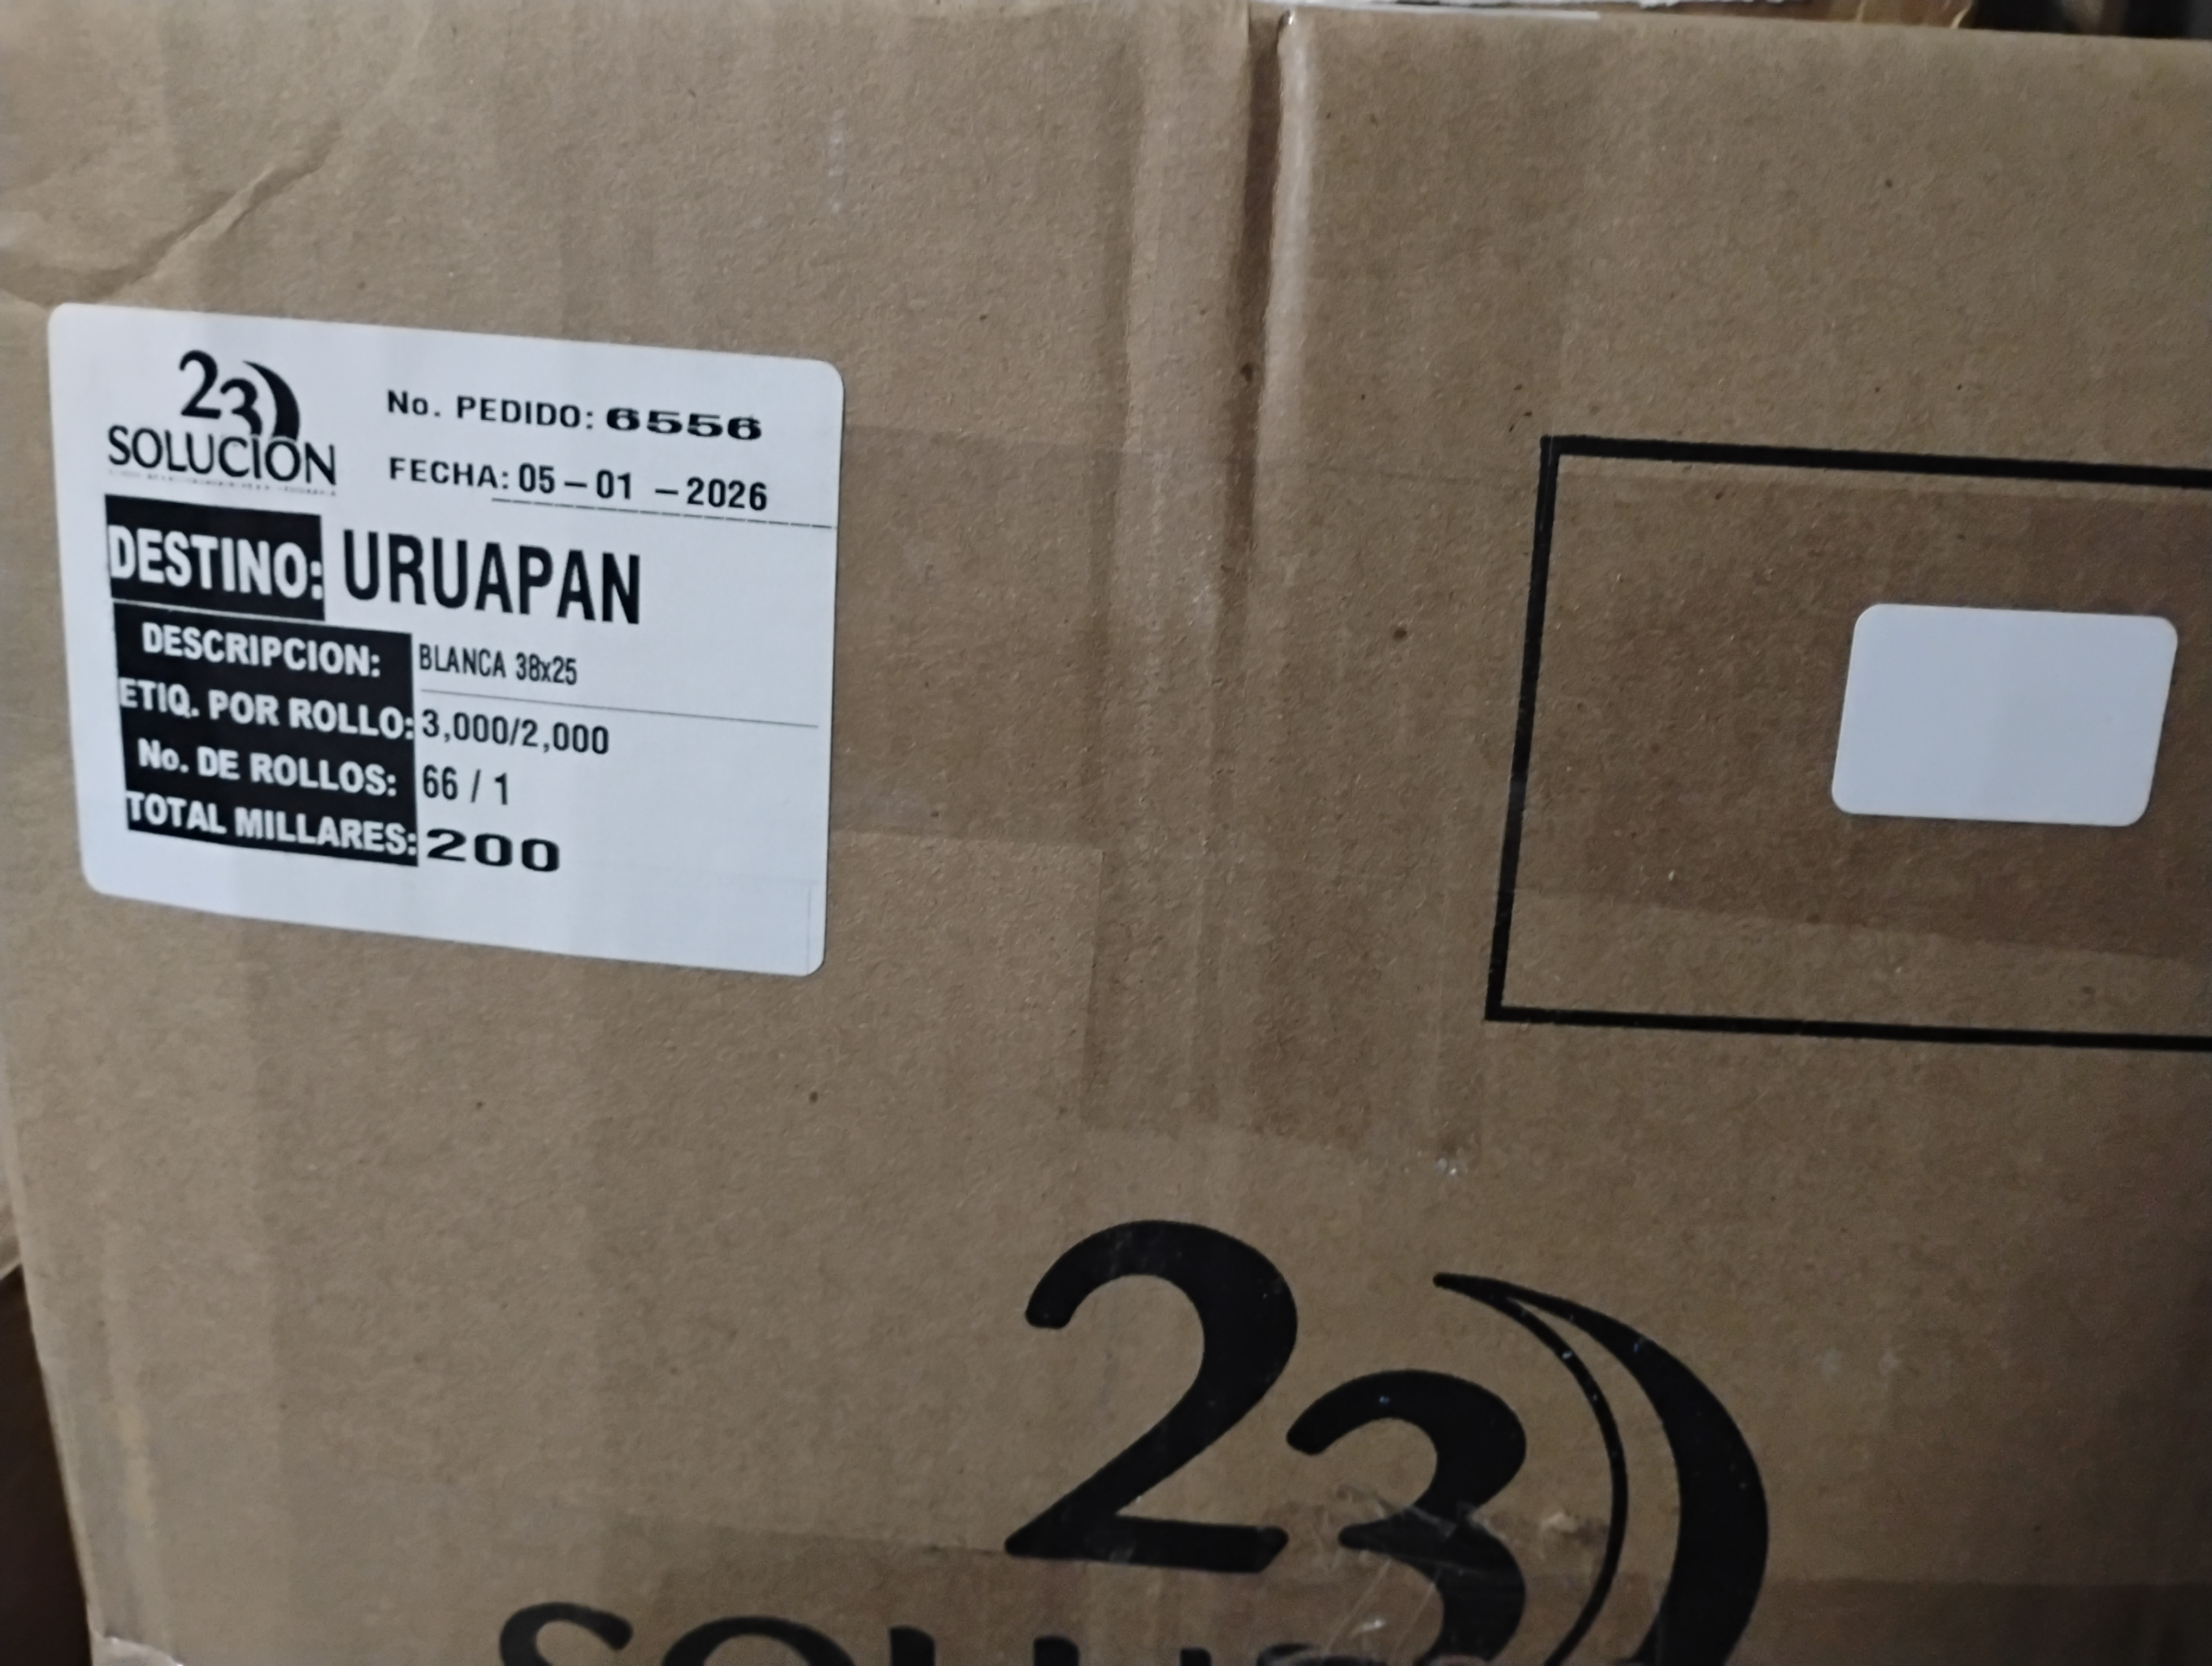 23
SOLUCION
No. PEDIDO: 6556
FECHA: 05-01-2026
DESTINO: URUAPAN
DESCRIPCION: BLANCA 38x25
ETIQ. POR ROLLO: 3,000/2,000
No. DE ROLLOS: 66 / 1
TOTAL MILLARES: 200
23